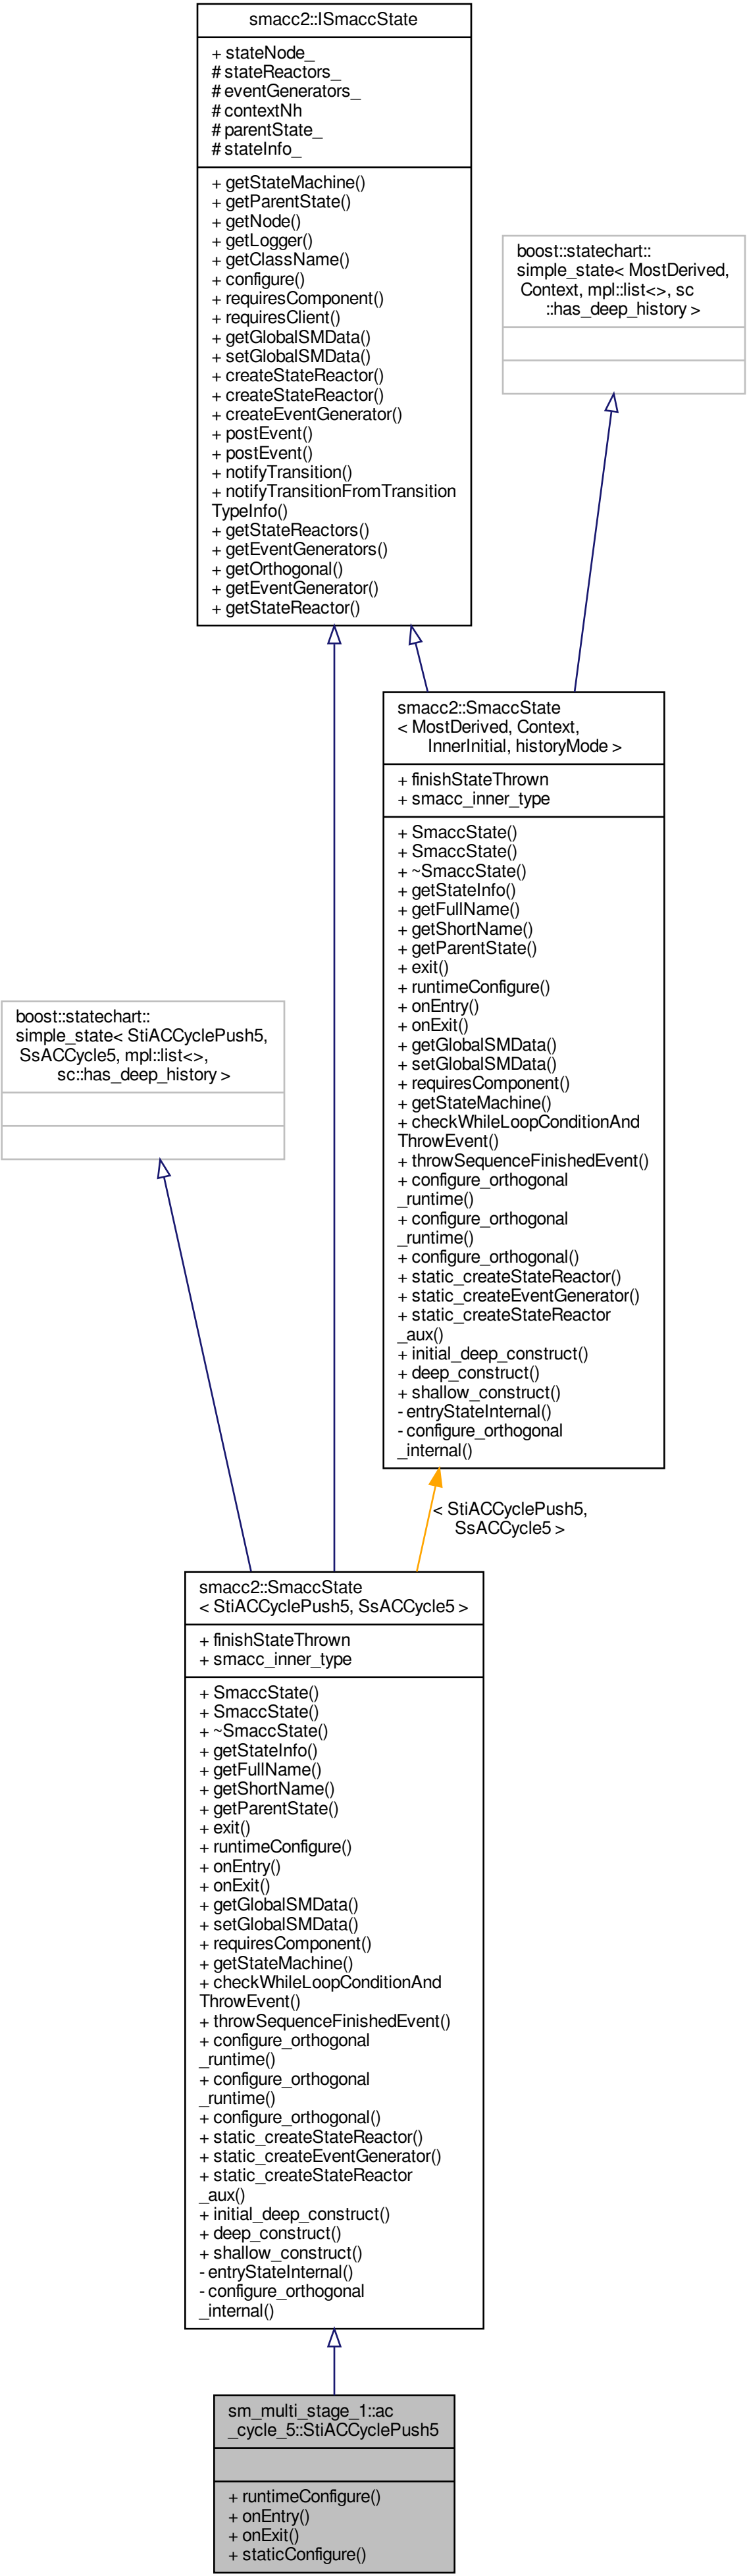 smacc2::ISmaccState
+ stateNode_
# stateReactors_
# eventGenerators_
# contextNh
# parentState_
# stateInfo_
+ getStateMachine()
+ getParentState()
+ getNode()
+ getLogger()
+ getClassName()
+ configure()
+ requiresComponent()
+ requiresClient()
+ getGlobalSMData()
+ setGlobalSMData()
+ createStateReactor()
+ createStateReactor()
+ createEventGenerator()
+ postEvent()
+ postEvent()
+ notifyTransition()
+ notifyTransitionFromTransition
TypeInfo()
+ getStateReactors()
+ getEventGenerators()
+ getOrthogonal()
+ getEventGenerator()
+ getStateReactor()
boost::statechart::
simple_state< MostDerived,
Context, mpl::list<>, sc
::has_deep_history >
smacc2::SmaccState
< MostDerived, Context,
InnerInitial, historyMode >
+ finishStateThrown
+ smacc_inner_type
+ SmaccState()
+ SmaccState()
+ ~SmaccState()
+ getStateInfo()
+ getFullName()
+ getShortName()
+ getParentState()
+ exit()
+ runtimeConfigure()
+ onEntry()
+ onExit()
+ getGlobalSMData()
+ setGlobalSMData()
+ requiresComponent()
+ getStateMachine()
+ checkWhileLoopConditionAnd
ThrowEvent()
+ throwSequenceFinishedEvent()
+ configure_orthogonal
_runtime()
+ configure_orthogonal
_runtime()
+ configure_orthogonal()
+ static_createStateReactor()
+ static_createEventGenerator()
+ static_createStateReactor
_aux()
+ initial_deep_construct()
+ deep_construct()
+ shallow_construct()
- entryStateInternal()
- configure_orthogonal
_internal()
boost::statechart::
simple_state< StiACCyclePush5,
SsACCycle5, mpl::list<>,
sc::has_deep_history >
< StiACCyclePush5,
SsACCycle5 >
smacc2::SmaccState
< StiACCyclePush5, SsACCycle5 >
+ finishStateThrown
+ smacc_inner_type
+ SmaccState()
+ SmaccState()
+ ~SmaccState()
+ getStateInfo()
+ getFullName()
+ getShortName()
+ getParentState()
+ exit()
+ runtimeConfigure()
+ onEntry()
+ onExit()
+ getGlobalSMData()
+ setGlobalSMData()
+ requiresComponent()
+ getStateMachine()
+ checkWhileLoopConditionAnd
ThrowEvent()
+ throwSequenceFinishedEvent()
+ configure_orthogonal
_runtime()
+ configure_orthogonal
_runtime()
+ configure_orthogonal()
+ static_createStateReactor()
+ static_createEventGenerator()
+ static_createStateReactor
_aux()
+ initial_deep_construct()
+ deep_construct()
+ shallow_construct()
- entryStateInternal()
- configure_orthogonal
_internal()
sm_multi_stage_1::ac
_cycle_5::StiACCyclePush5
+ runtimeConfigure()
+ onEntry()
+ onExit()
+ staticConfigure()